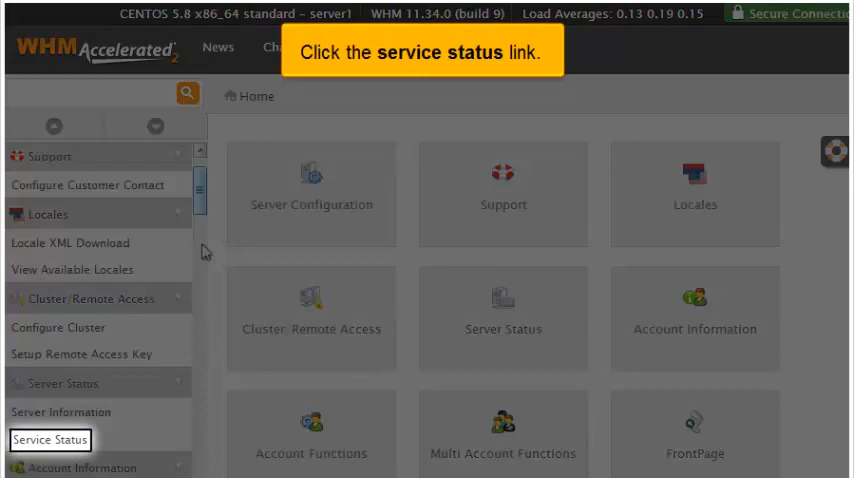 CENTOS 5.8 x86_64 standard – server1 WHM 11.34.0 (build 9) Load Averages: 0.13 0.19 0.15 Secure
WHM Accelerated 2
News
Click the service status link.
Home
Support
Configure Customer Contact
Locales
Locale XML Download
View Available Locales
Cluster/Remote Access
Configure Cluster
Setup Remote Access Key
Server Status
Server Information
Service Status
Account Information
Server Configuration
Support
Locales
Cluster/Remote Access
Server Status
Account Information
Account Functions
Multi Account Functions
FrontPage